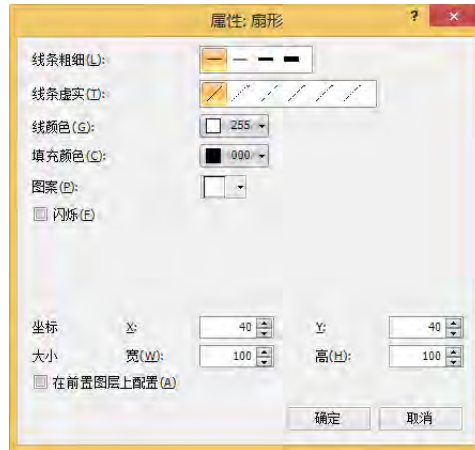 属性: 扇形 ? ×
线条粗细(L):
线条虚实(T):
线颜色(G): 255
填充颜色(C): 000
图案(P):
闪烁(F)
坐标 X: 40 Y: 40
大小 宽(W): 100 高(H): 100
在前置图层上配置(A)
确定 取消